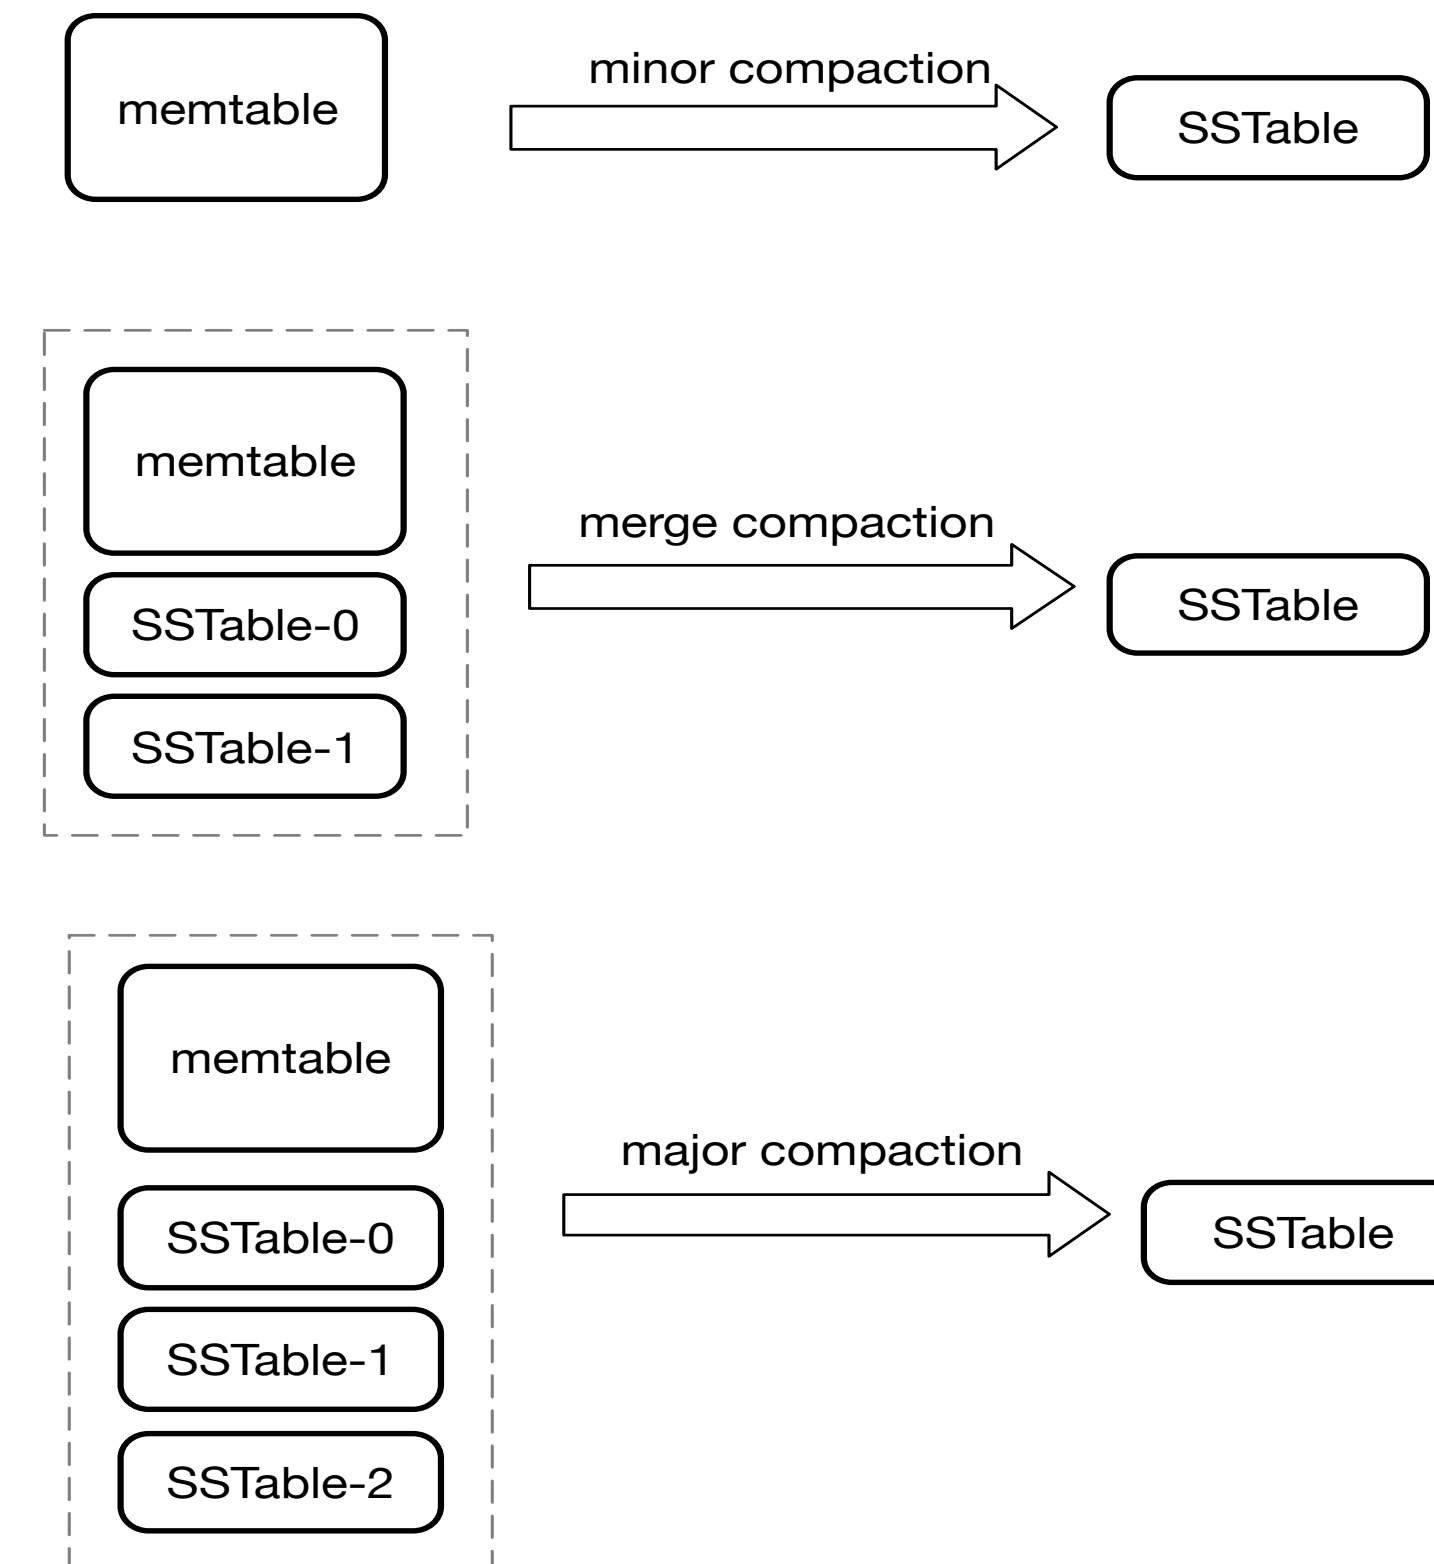 minor compaction
memtable
SSTable
memtable
merge compaction
SSTable
SSTable-0
SSTable-1
memtable
major compaction
SSTable
SSTable-0
SSTable-1
SSTable-2